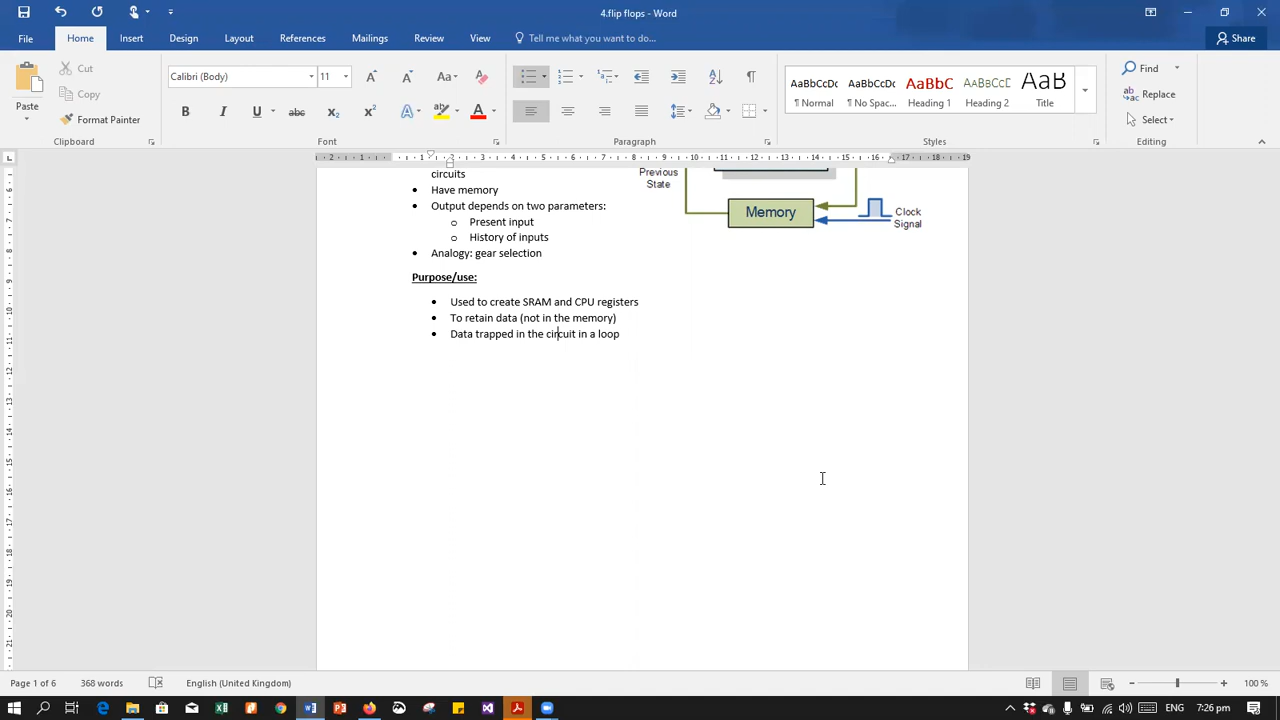 4.flip flops - Word
File
Home
Insert
Design
Layout
References
Mailings
Review
View
Tell me what you want to do...
Share
Paste
Cut
Copy
Format Painter
Clipboard
Calibri (Body)
11
Font
Paragraph
AaBbCcDc
¶ Normal
AaBbCcDc
¶ No Spac...
AaBbC
Heading 1
AaBbCcD
Heading 2
AaB
Title
Styles
Find
Replace
Select
Editing
circuits
• Have memory
• Output depends on two parameters:
o Present input
o History of inputs
• Analogy: gear selection
Previous
State
Memory
Clock
Signal
Purpose/use:
• Used to create SRAM and CPU registers
• To retain data (not in the memory)
• Data trapped in the circuit in a loop
Page 1 of 6
368 words
English (United Kingdom)
100 %
ENG
7:26 pm